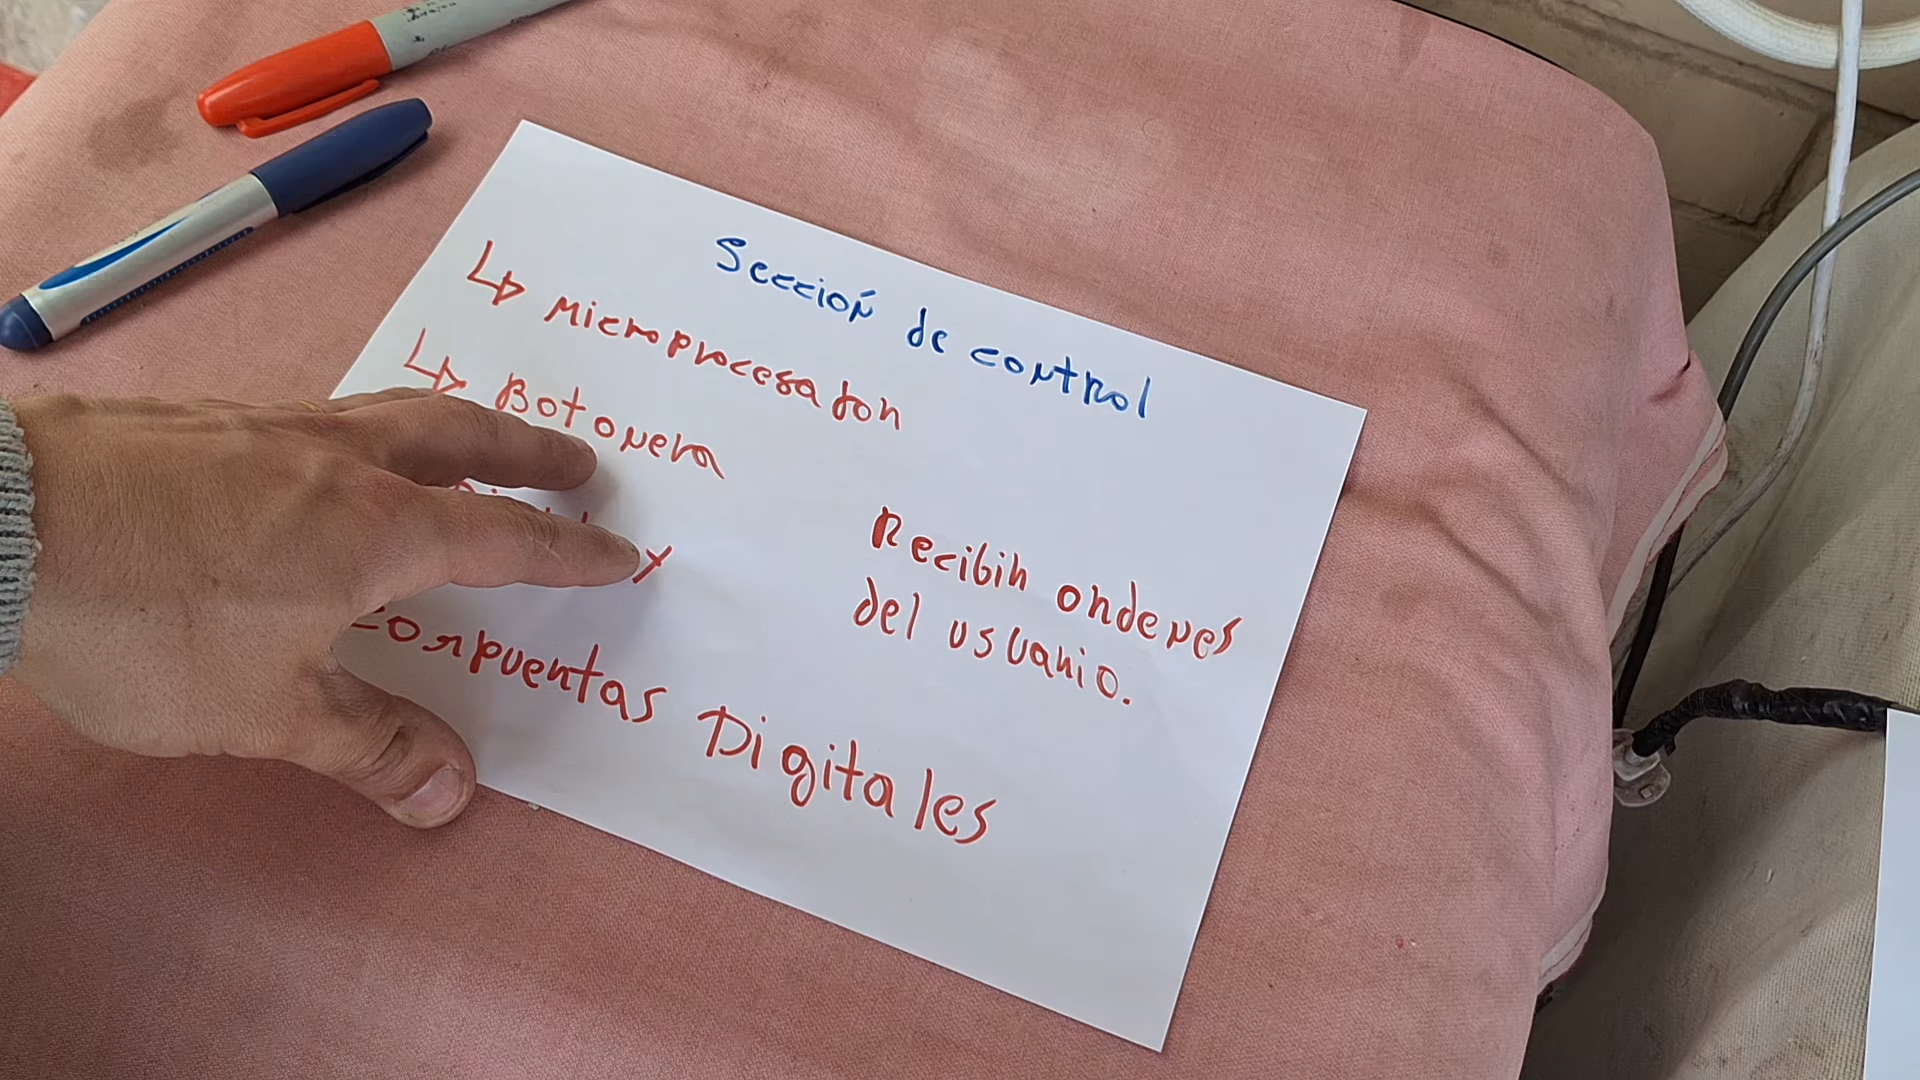 Sección de control
↳ Microprocesador
↳ Botonera
Recibir ordenes
del usuario.
Compuertas Digitales